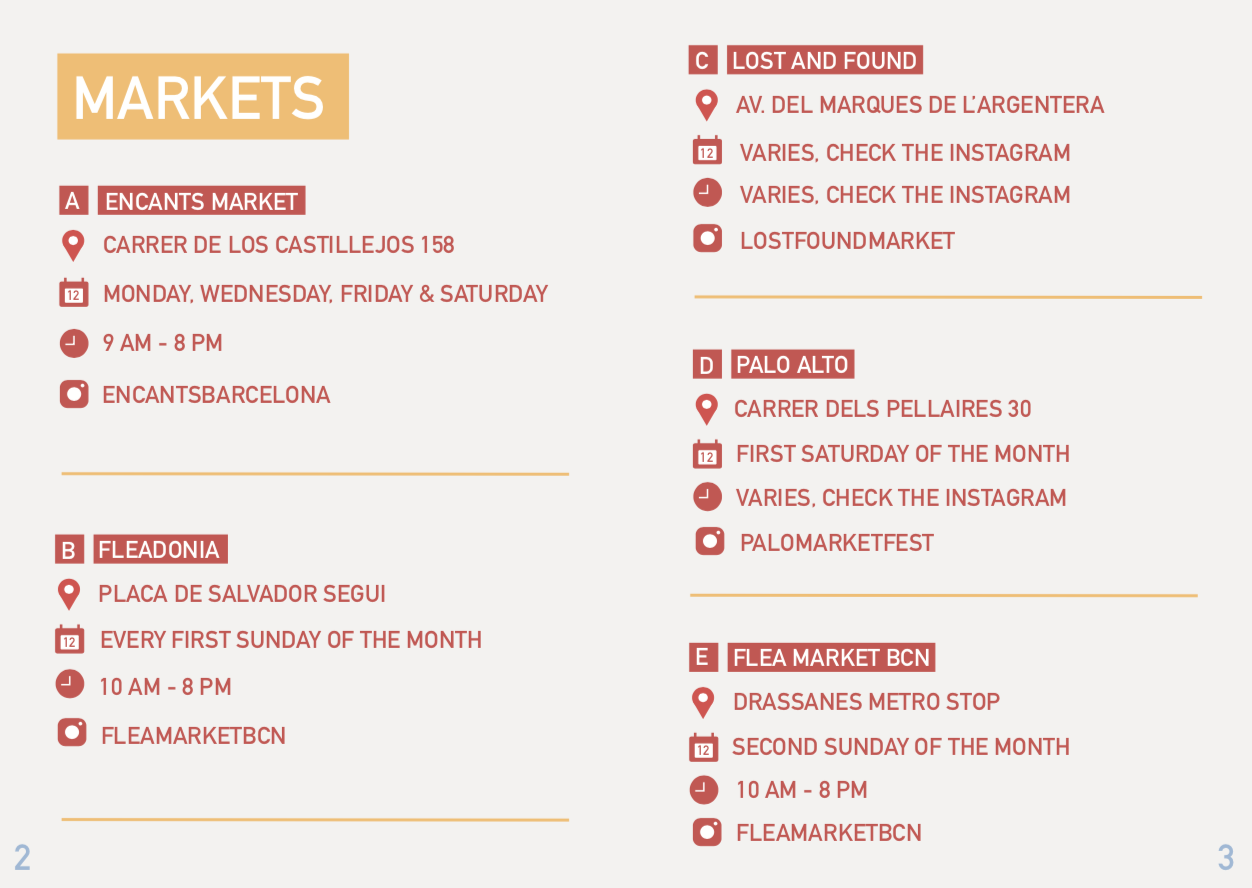 MARKETS
A ENCANTS MARKET
CARRER DE LOS CASTILLEJOS 158
12 MONDAY, WEDNESDAY, FRIDAY & SATURDAY
9 AM - 8 PM
ENCANTSBARCELONA
B FLEADONIA
PLACA DE SALVADOR SEGUI
12 EVERY FIRST SUNDAY OF THE MONTH
10 AM - 8 PM
FLEAMARKETBCN
2
C LOST AND FOUND
AV. DEL MARQUES DE L'ARGENTERA
12 VARIES, CHECK THE INSTAGRAM
VARIES, CHECK THE INSTAGRAM
LOSTFOUNDMARKET
D PALO ALTO
CARRER DELS PELLAIRES 30
12 FIRST SATURDAY OF THE MONTH
VARIES, CHECK THE INSTAGRAM
PALOMARKETFEST
E FLEA MARKET BCN
DRASSANES METRO STOP
12 SECOND SUNDAY OF THE MONTH
10 AM - 8 PM
FLEAMARKETBCN
3